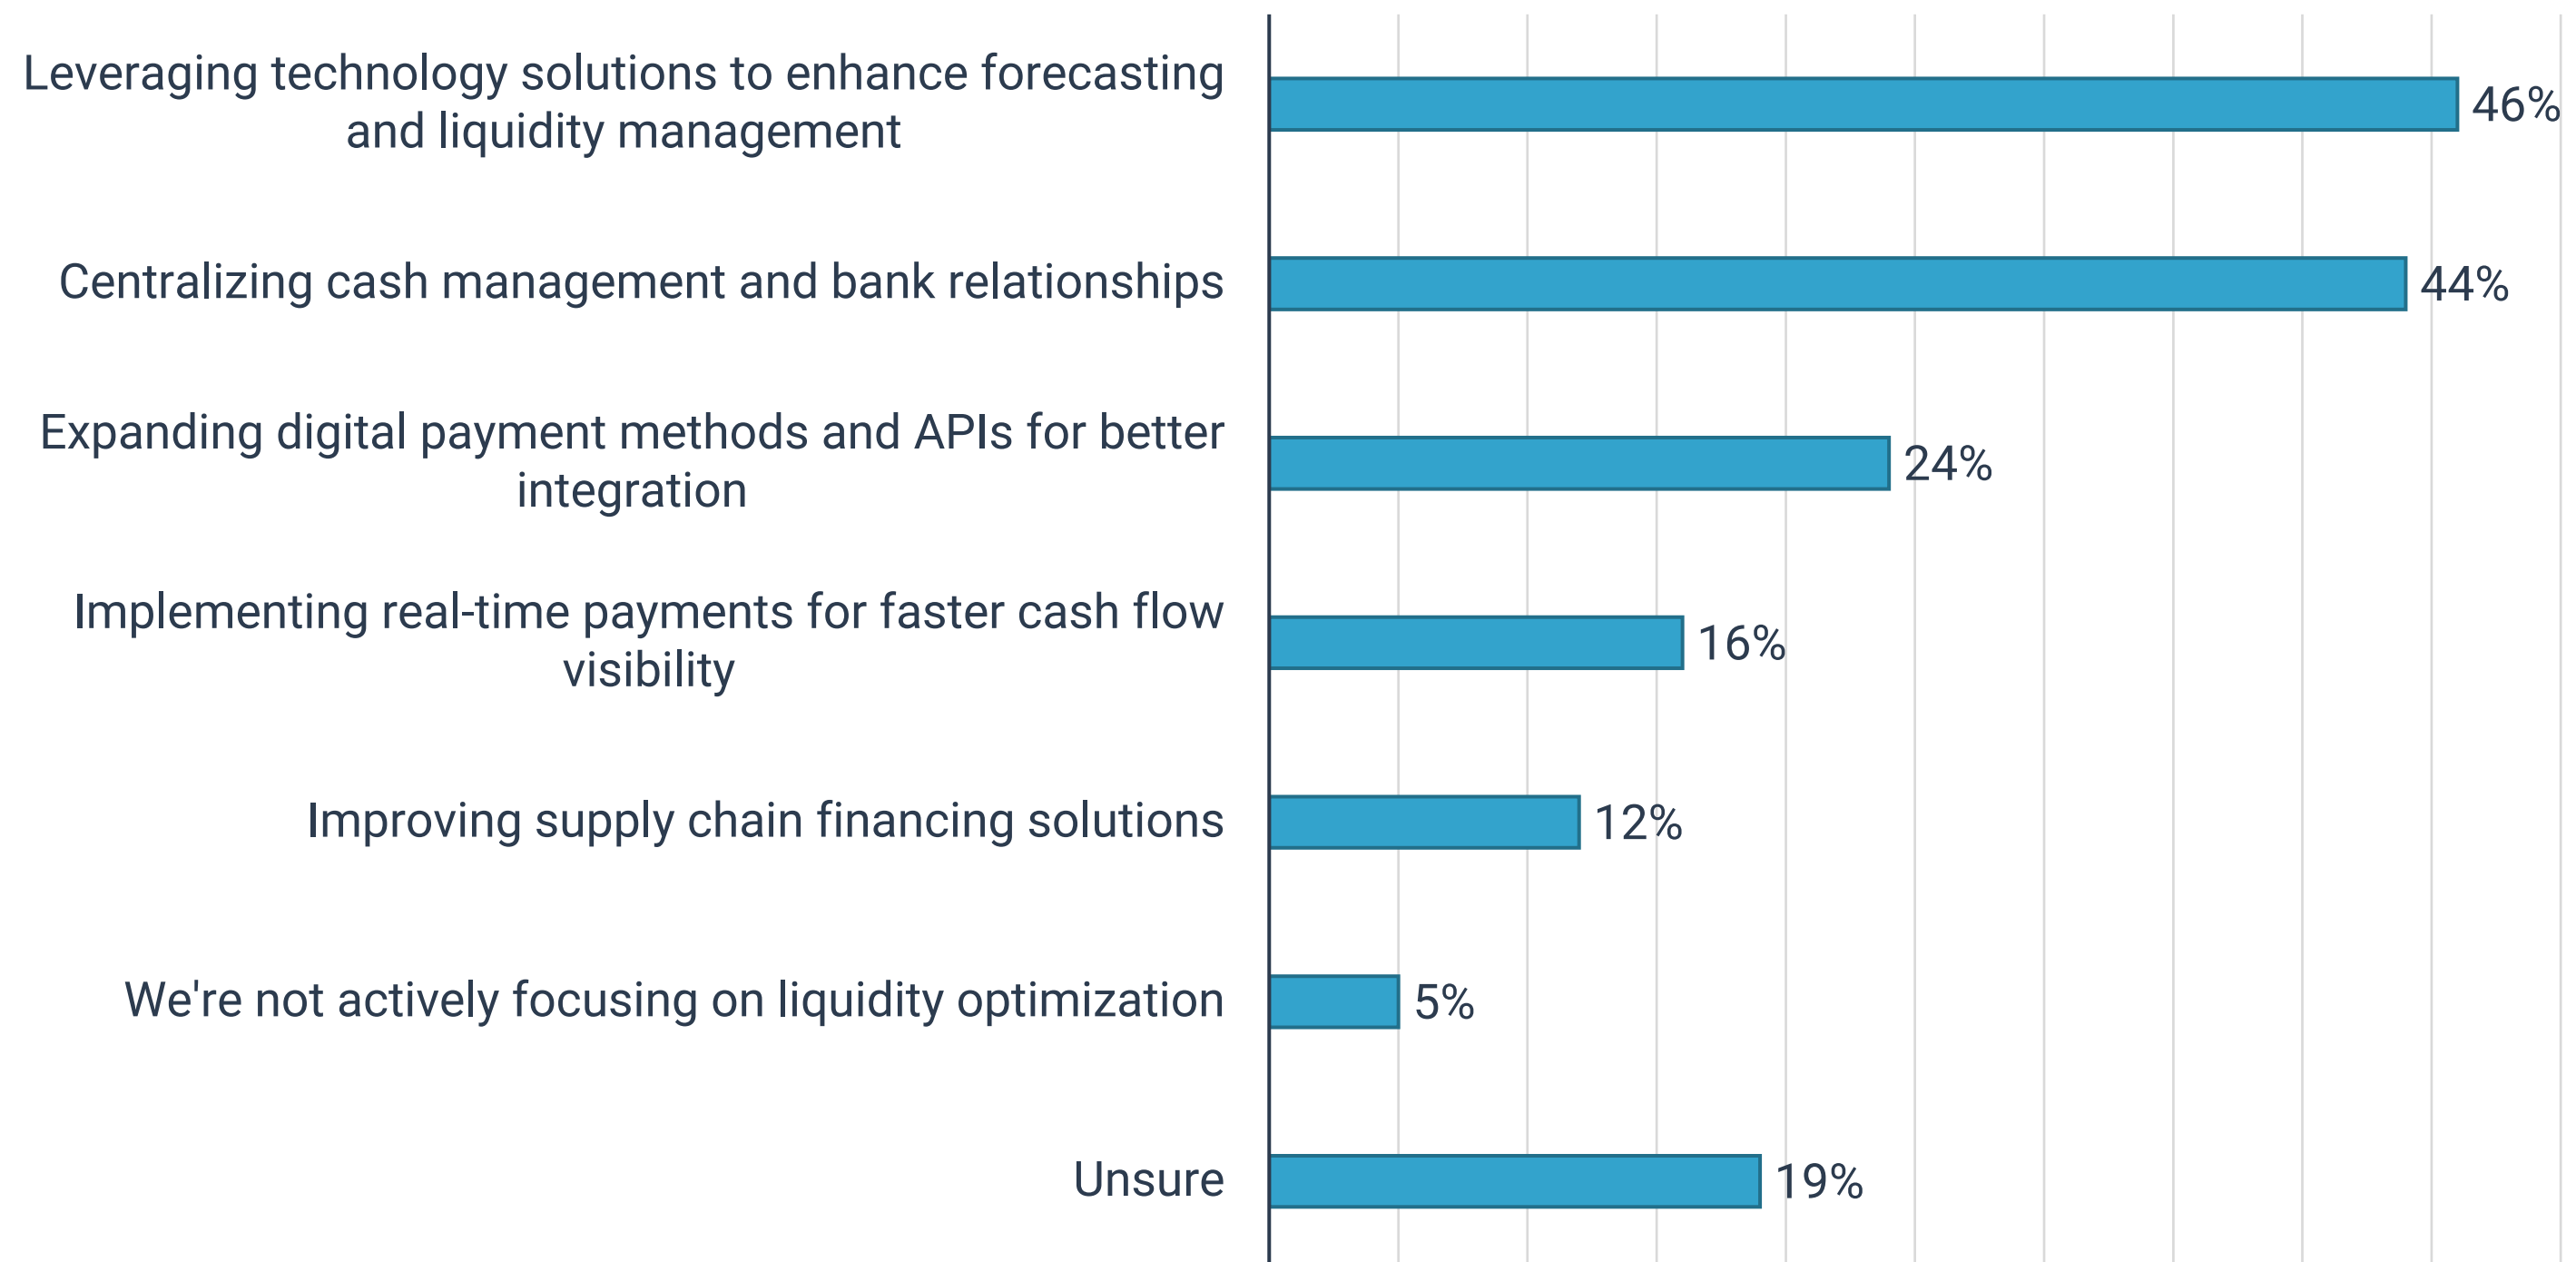 Leveraging technology solutions to enhance forecasting
and liquidity management
46%
Centralizing cash management and bank relationships
44%
Expanding digital payment methods and APIs for better
integration
24%
Implementing real-time payments for faster cash flow
visibility
16%
Improving supply chain financing solutions
12%
We're not actively focusing on liquidity optimization
5%
Unsure
19%